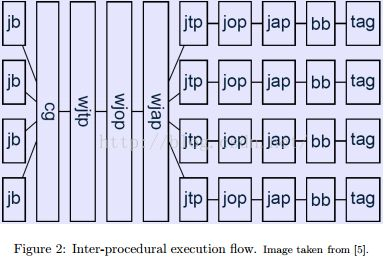 jb jtp jop jap bb tag
jb jtp jop jap bb tag
cg wjtp wjop wjap
jb jtp jop jap bb tag
jb jtp jop jap bb tag
Figure 2: Inter-procedural execution flow. Image taken from [5].